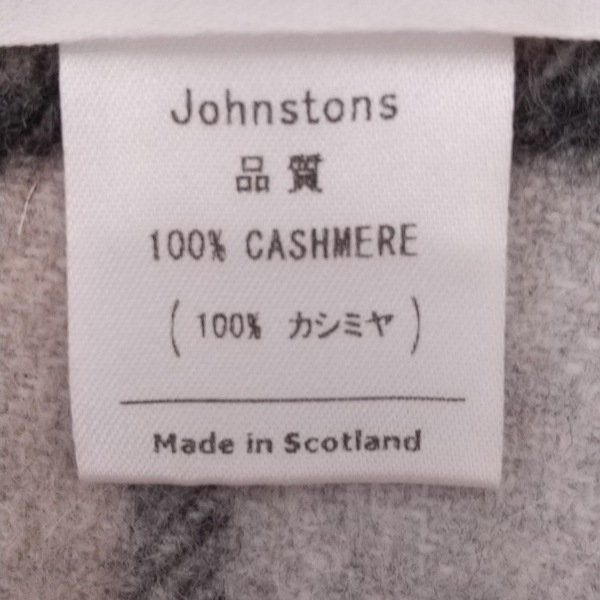 Johnstons
品質
100% CASHMERE
( 100% カシミヤ )
Made in Scotland